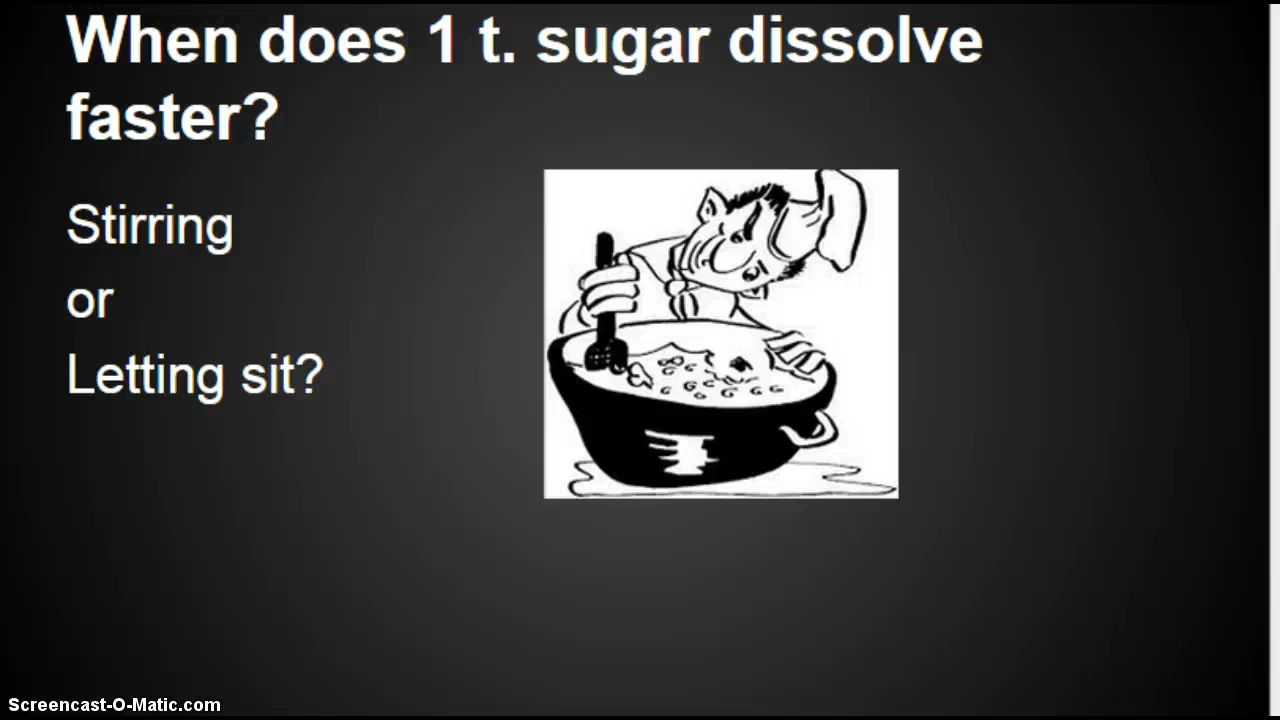 When does 1 t. sugar dissolve
faster?
Stirring
or
Letting sit?
Screencast-O-Matic.com